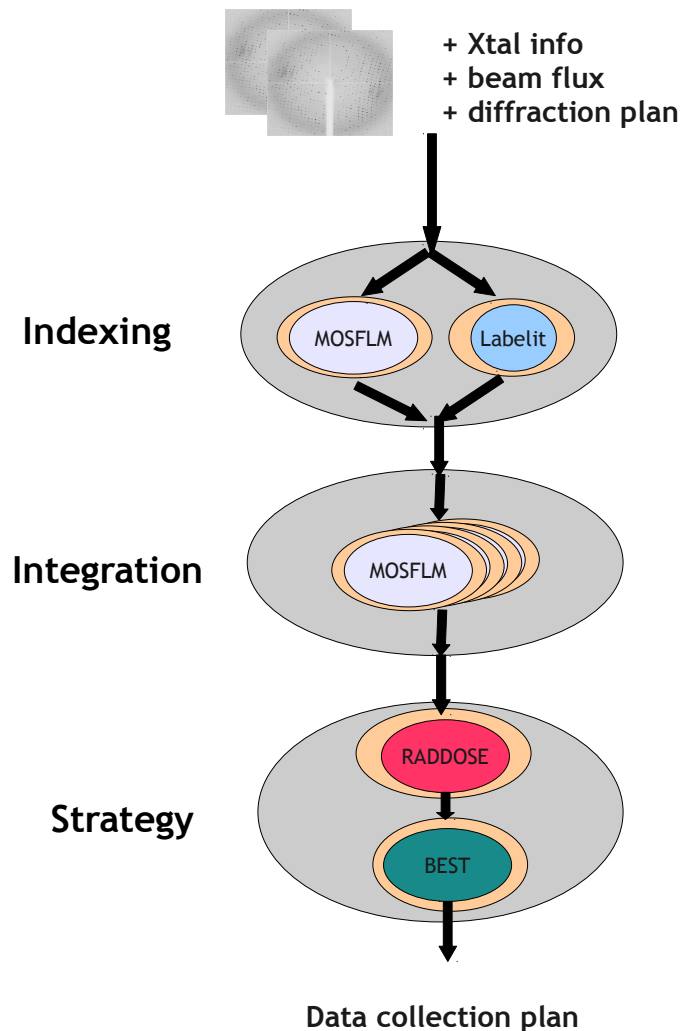 + Xtal info
+ beam flux
+ diffraction plan
Indexing
MOSFLM
Labelit
Integration
MOSFLM
Strategy
RADDOSE
BEST
Data collection plan